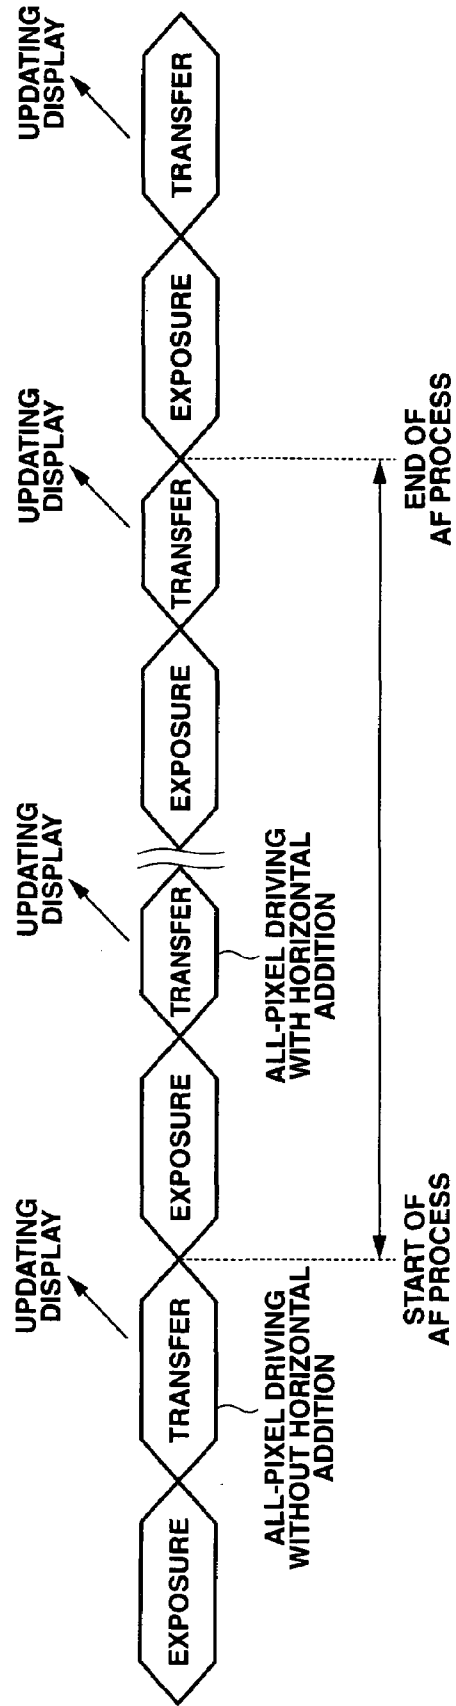 UPDATING
DISPLAY
UPDATING
DISPLAY
UPDATING
DISPLAY
UPDATING
DISPLAY
EXPOSURE
TRANSFER
EXPOSURE
TRANSFER
EXPOSURE
TRANSFER
EXPOSURE
TRANSFER
ALL-PIXEL DRIVING
WITHOUT HORIZONTAL
ADDITION
ALL-PIXEL DRIVING
WITH HORIZONTAL
ADDITION
START OF
AF PROCESS
END OF
AF PROCESS